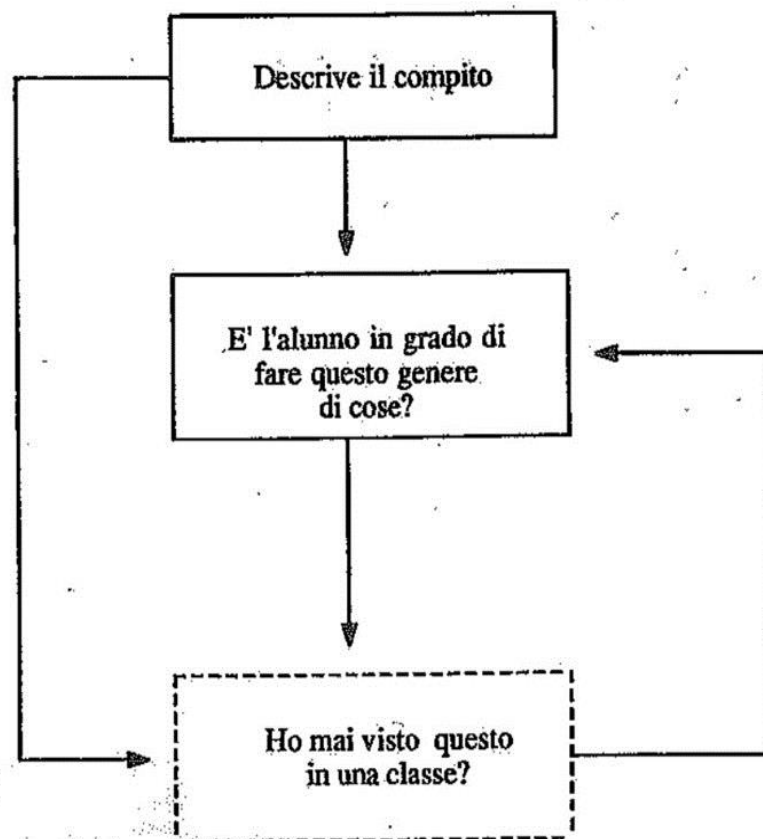 Descrive il compito
E' l'alunno in grado di
fare questo genere
di cose?
Ho mai visto questo
in una classe?